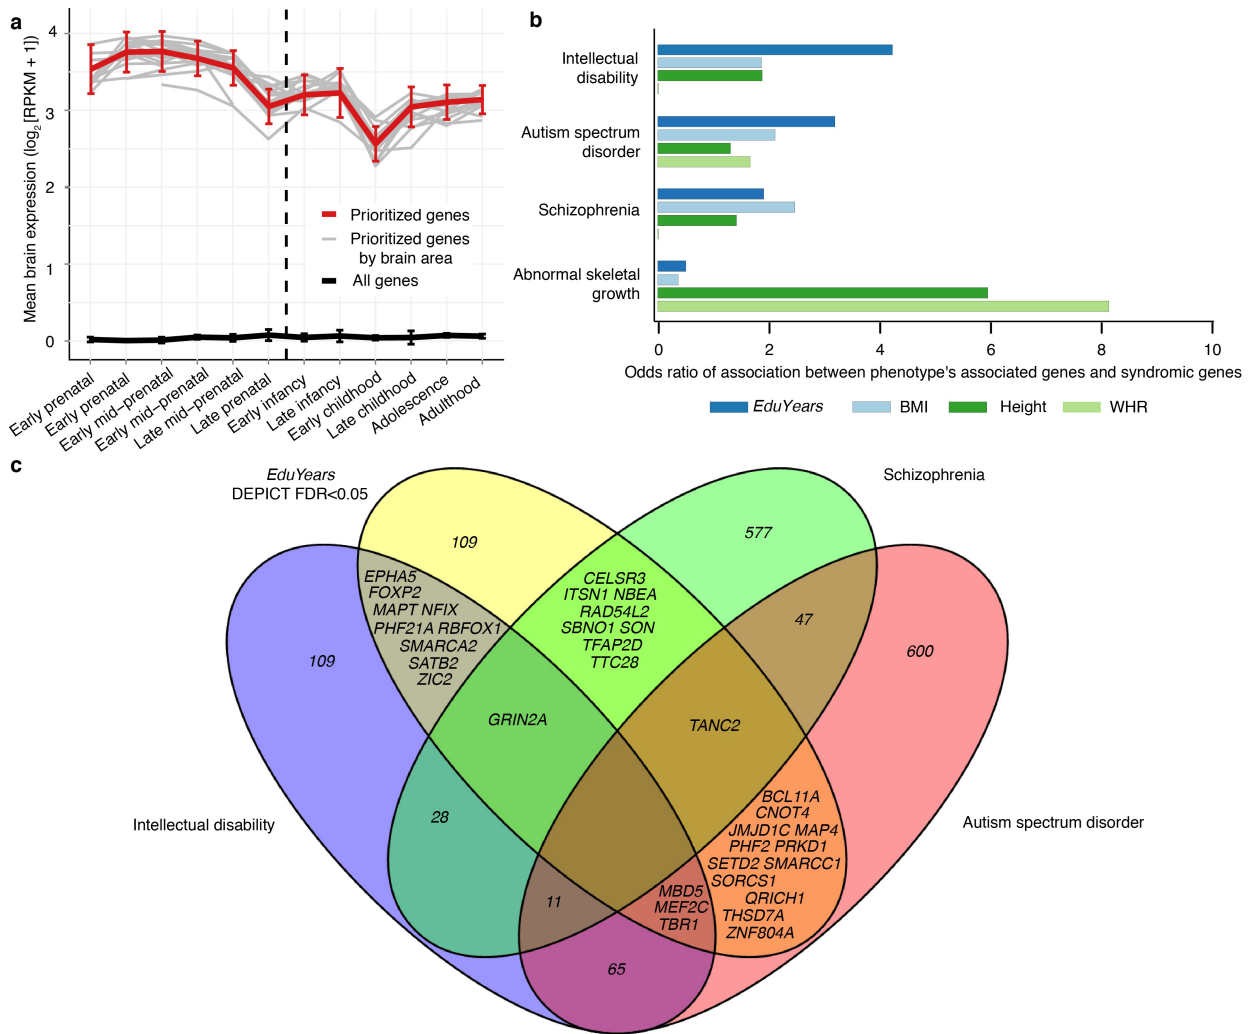 a
Mean brain expression (log2[RPKM + 1])
4
3
2
1
0
Prioritized genes
Prioritized genes
by brain area
All genes
Early prenatal
Early prenatal
Early mid−prenatal
Early mid−prenatal
Late mid−prenatal
Late prenatal
Early infancy
Late infancy
Early childhood
Late childhood
Adolescence
Adulthood
b
Intellectual
disability
Autism spectrum
disorder
Schizophrenia
Abnormal skeletal
growth
0 2 4 6 8 10
Odds ratio of association between phenotype's associated genes and syndromic genes
EduYears BMI Height WHR
c
EduYears
DEPICT FDR<0.05
Schizophrenia
Intellectual disability
Autism spectrum disorder
109
577
109
600
EPHA5
FOXP2
MAPT NFIX
PHF21A RBFOX1
SMARCA2
SATB2
ZIC2
CELSR3
ITSN1 NBEA
RAD54L2
SBNO1 SON
TFAP2D
TTC28
47
GRIN2A
TANC2
28
BCL11A
CNOT4
JMJD1C MAP4
PHF2 PRKD1
SETD2 SMARCC1
SORCS1
QRICH1
THSD7A
ZNF804A
11
MBD5
MEF2C
TBR1
65